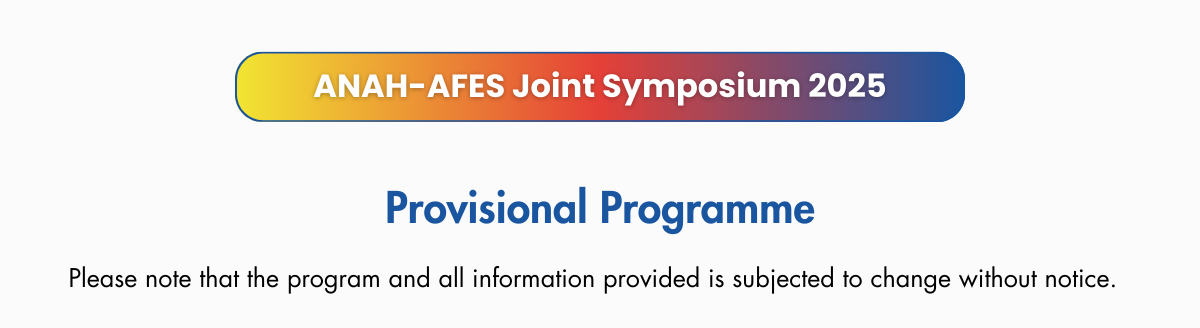 ANAH-AFES Joint Symposium 2025
Provisional Programme
Please note that the program and all information provided is subjected to change without notice.